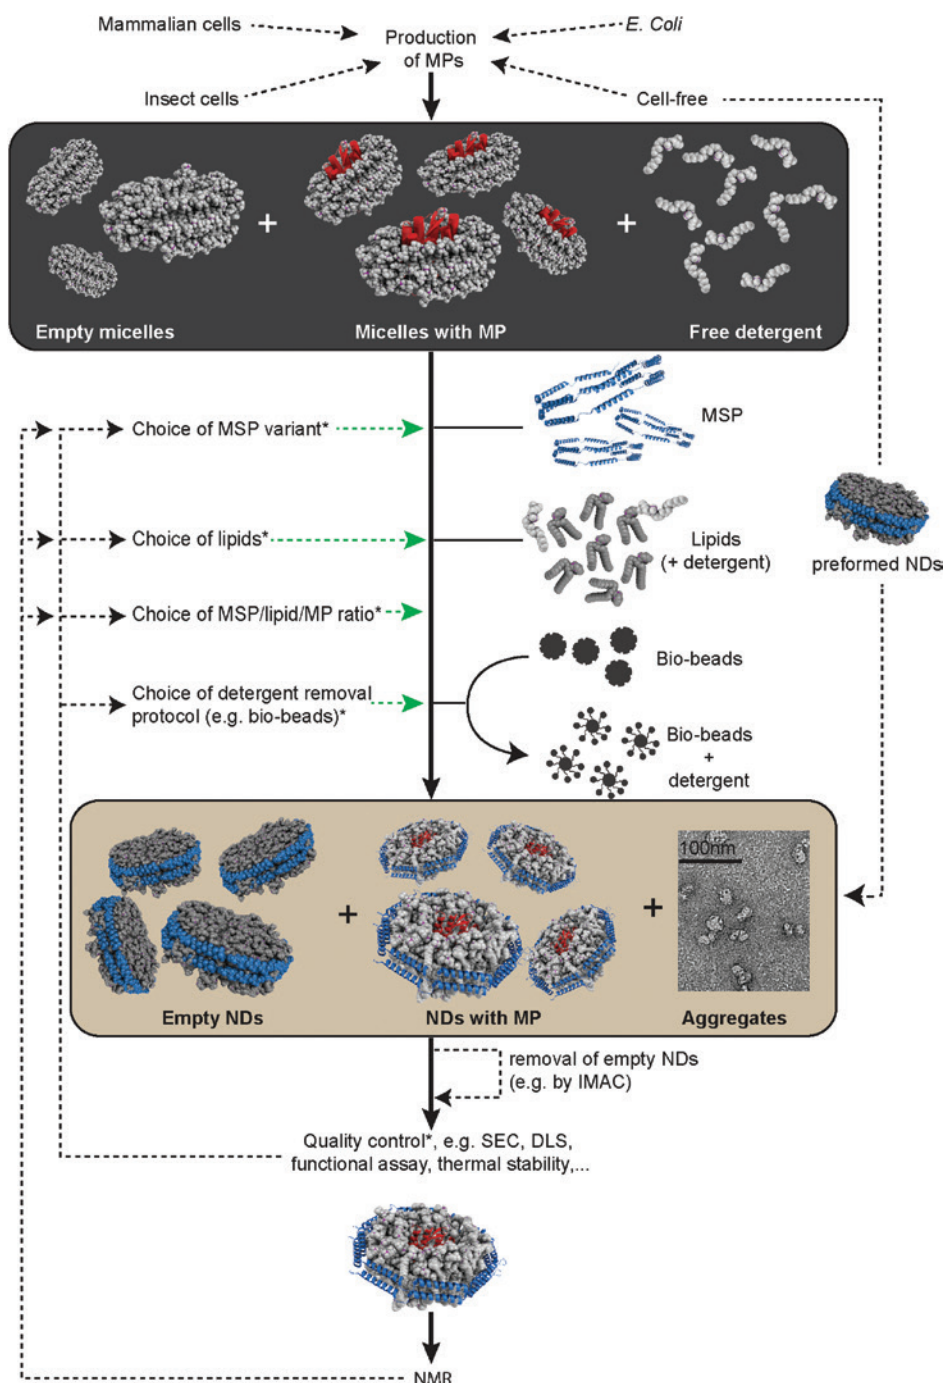 Mammalian cells
E. Coli
Production
of MPs
Insect cells
Cell-free
+
+
Empty micelles
Micelles with MP
Free detergent
MSP
Choice of MSP variant*
Choice of lipids*
Lipids
(+ detergent)
preformed NDs
Choice of MSP/lipid/MP ratio*
Bio-beads
Choice of detergent removal
protocol (e.g. bio-beads)*
Bio-beads
+
detergent
100nm
+
+
Empty NDs
NDs with MP
Aggregates
removal of empty NDs
(e.g. by IMAC)
Quality control*, e.g. SEC, DLS,
functional assay, thermal stability,...
NMR